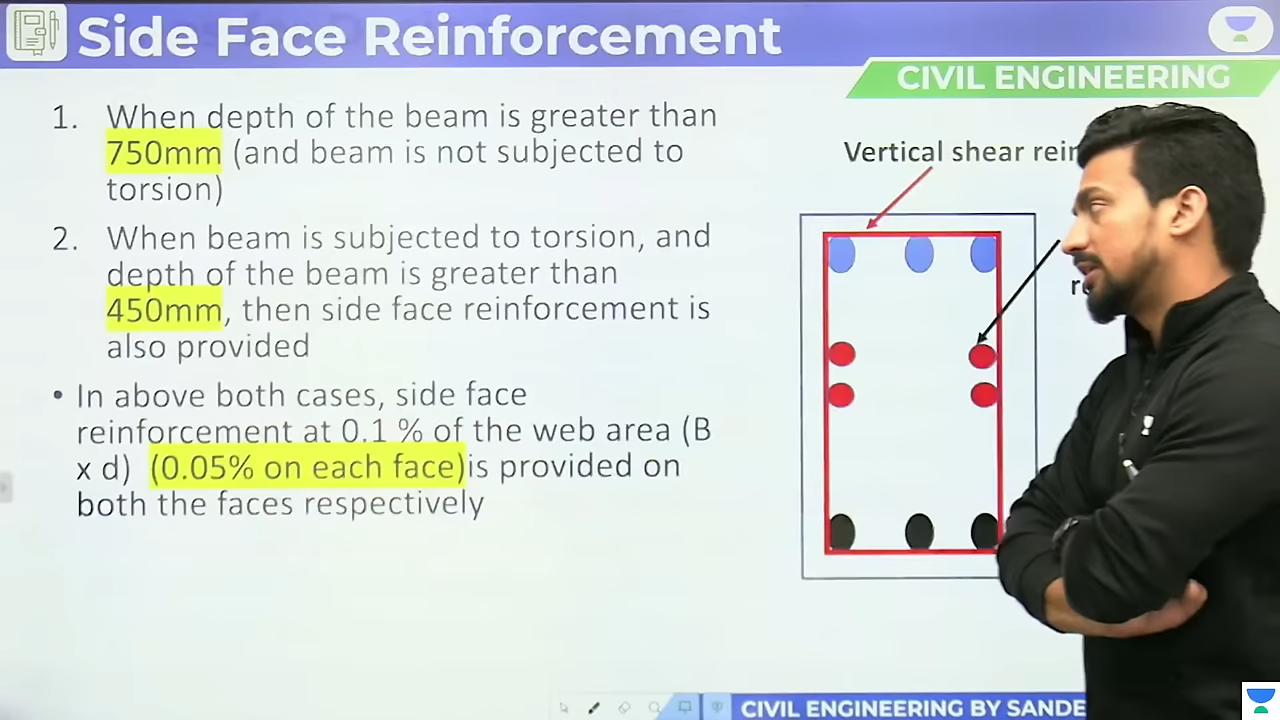 Side Face Reinforcement
CIVIL ENGINEERING
1. When depth of the beam is greater than
750mm (and beam is not subjected to
torsion)
2. When beam is subjected to torsion, and
depth of the beam is greater than
450mm, then side face reinforcement is
also provided
• In above both cases, side face
reinforcement at 0.1 % of the web area (B
x d) (0.05% on each face)is provided on
both the faces respectively
Vertical shear
CIVIL ENGINEERING BY